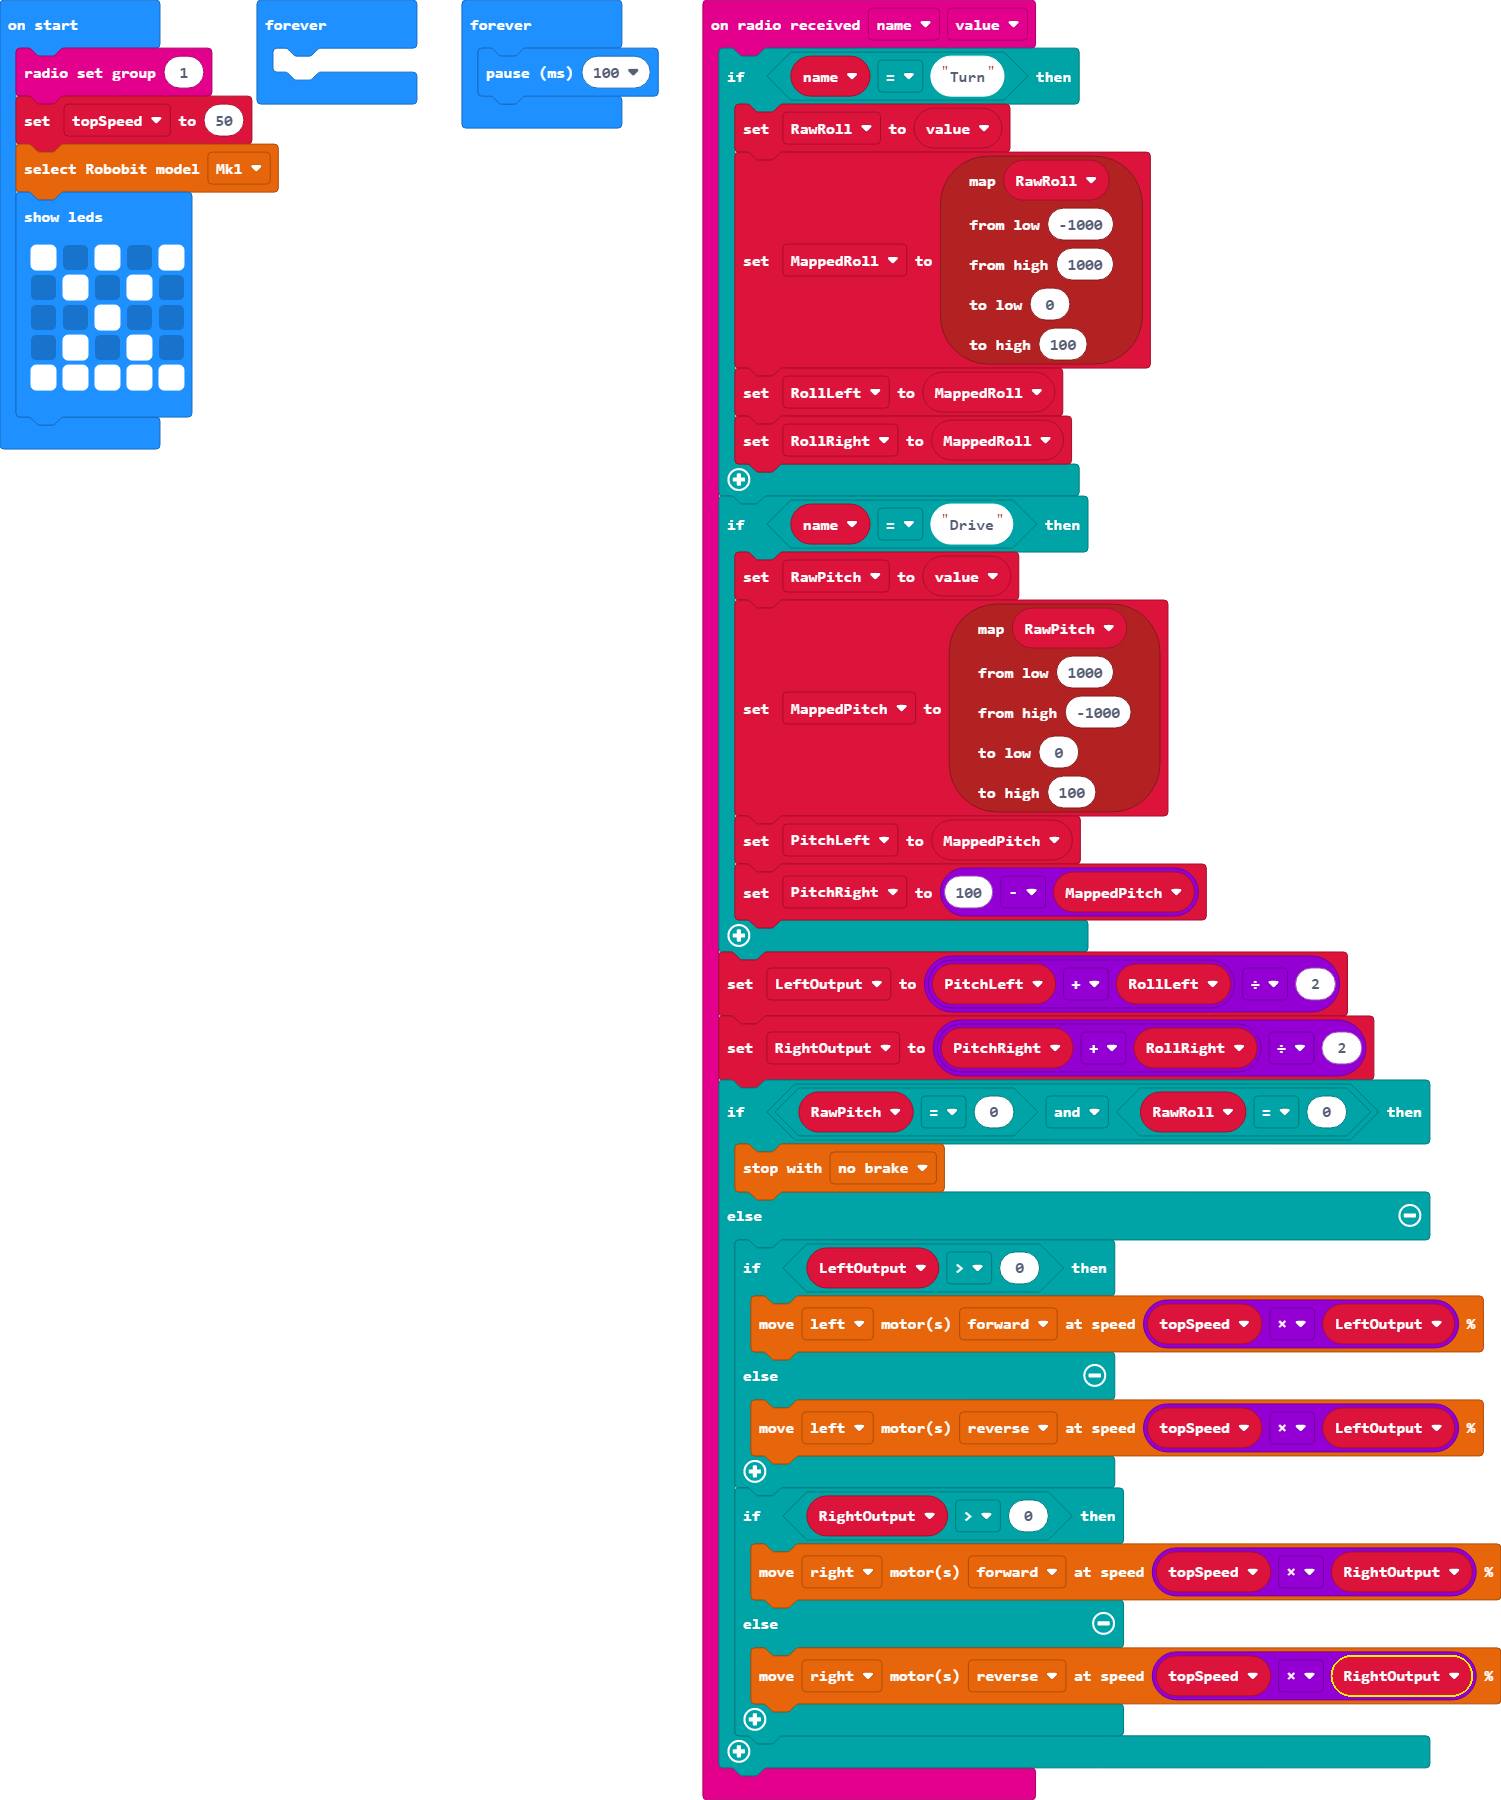 on start
radio set group 1
set topSpeed to 50
select Robobit model Mk1
show leds
forever
forever
pause (ms) 100
on radio received name value
if name = "Turn" then
set RawRoll to value
set MappedRoll to
map RawRoll
from low -1000
from high 1000
to low 0
to high 100
set RollLeft to MappedRoll
set RollRight to MappedRoll
if name = "Drive" then
set RawPitch to value
set MappedPitch to
map RawPitch
from low 1000
from high -1000
to low 0
to high 100
set PitchLeft to MappedPitch
set PitchRight to 100 - MappedPitch
set LeftOutput to PitchLeft + RollLeft ÷ 2
set RightOutput to PitchRight + RollRight ÷ 2
if RawPitch = 0 and RawRoll = 0 then
stop with no brake
else
if LeftOutput > 0 then
move left motor(s) forward at speed topSpeed × LeftOutput %
else
move left motor(s) reverse at speed topSpeed × LeftOutput %
if RightOutput > 0 then
move right motor(s) forward at speed topSpeed × RightOutput %
else
move right motor(s) reverse at speed topSpeed × RightOutput %